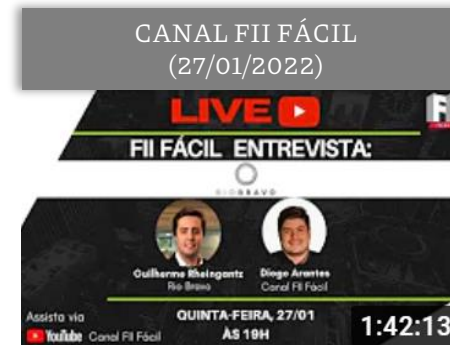 CANAL FII FÁCIL
(27/01/2022)
LIVE
FII FÁCIL ENTREVISTA:
RIO BRAVO
Guilherme Rheingantz
Rio Bravo
Diogo Arantes
Canal FII Fácil
Assista via
YouTube Canal FII Fácil
QUINTA-FEIRA, 27/01
ÀS 19H
1:42:13